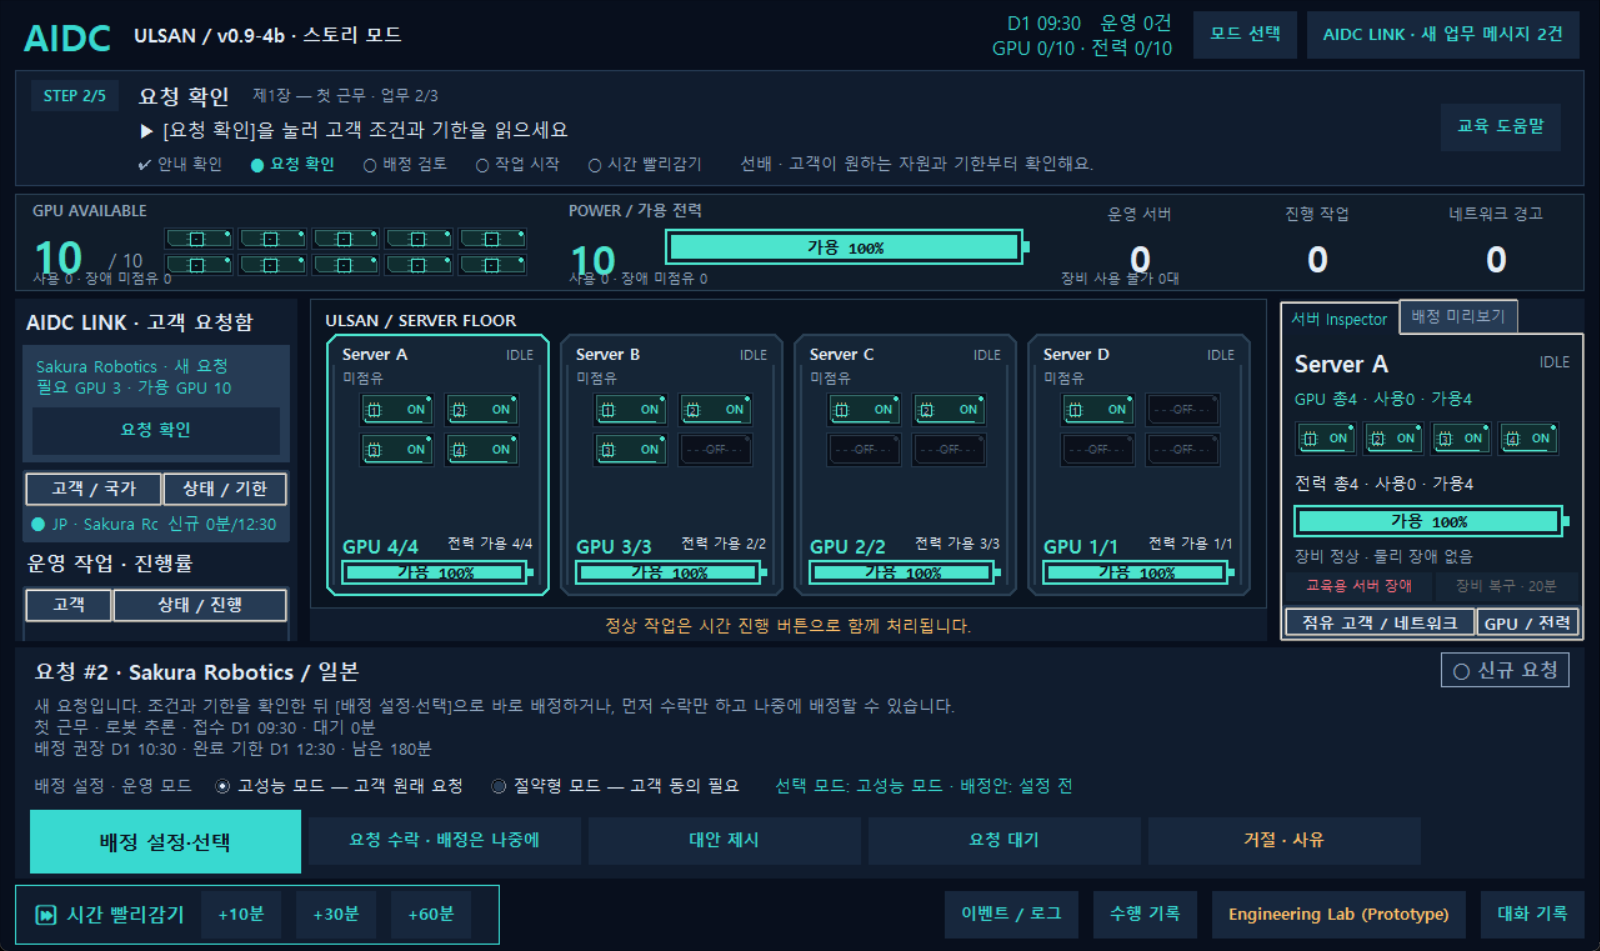 AIDC
ULSAN / v0.9-4b · 스토리 모드
D1 09:30 운영 0건
GPU 0/10 · 전력 0/10
모드 선택
AIDC LINK · 새 업무 메시지 2건
STEP 2/5
요청 확인
제1장 — 첫 근무 · 업무 2/3
▶ [요청 확인]을 눌러 고객 조건과 기한을 읽으세요
✓ 안내 확인 ● 요청 확인 ○ 배정 검토 ○ 작업 시작 ○ 시간 빨리감기 선배 · 고객이 원하는 자원과 기한부터 확인해요.
교육 도움말
GPU AVAILABLE
10 / 10
사용 0 · 장애 미점유 0
POWER / 가용 전력
10
가용 100%
사용 0 · 장애 미점유 0
운영 서버
0
장비 사용 불가 0대
진행 작업
0
네트워크 경고
0
AIDC LINK · 고객 요청함
Sakura Robotics · 새 요청
필요 GPU 3 · 가용 GPU 10
요청 확인
고객 / 국가
상태 / 기한
● JP · Sakura Rc 신규 0분/12:30
운영 작업 · 진행률
고객
상태 / 진행
ULSAN / SERVER FLOOR
Server A IDLE
미점유
1 ON 2 ON
3 ON 4 ON
GPU 4/4 전력 가용 4/4
가용 100%
Server B IDLE
미점유
1 ON 2 ON
3 ON OFF
GPU 3/3 전력 가용 2/2
가용 100%
Server C IDLE
미점유
1 ON 2 ON
OFF OFF
GPU 2/2 전력 가용 3/3
가용 100%
Server D IDLE
미점유
1 ON OFF
OFF OFF
GPU 1/1 전력 가용 1/1
가용 100%
정상 작업은 시간 진행 버튼으로 함께 처리됩니다.
서버 Inspector
배정 미리보기
Server A IDLE
GPU 총4 · 사용0 · 가용4
1 ON 2 ON 3 ON 4 ON
전력 총4 · 사용0 · 가용4
가용 100%
장비 정상 · 물리 장애 없음
교육용 서버 장애
장비 복구 · 20분
점유 고객 / 네트워크
GPU / 전력
요청 #2 · Sakura Robotics / 일본
○ 신규 요청
새 요청입니다. 조건과 기한을 확인한 뒤 [배정 설정·선택]으로 바로 배정하거나, 먼저 수락만 하고 나중에 배정할 수 있습니다.
첫 근무 · 로봇 추론 · 접수 D1 09:30 · 대기 0분
배정 권장 D1 10:30 · 완료 기한 D1 12:30 · 남은 180분
배정 설정 · 운영 모드 고성능 모드 — 고객 원래 요청 절약형 모드 — 고객 동의 필요 선택 모드: 고성능 모드 · 배정안: 설정 전
배정 설정·선택
요청 수락 · 배정은 나중에
대안 제시
요청 대기
거절 · 사유
시간 빨리감기
+10분
+30분
+60분
이벤트 / 로그
수행 기록
Engineering Lab (Prototype)
대화 기록